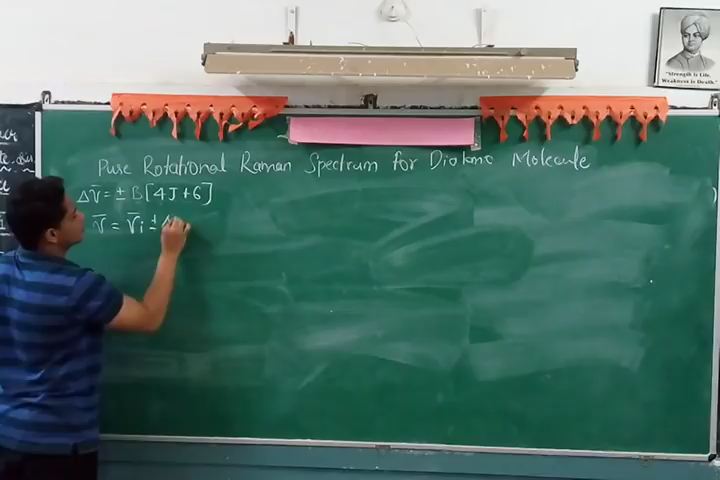 "Strength is Life,
Weakness is Death."
Pure Rotational Raman Spectrum for Diatomic Molecule
Δν̄ = ± B[4J+6]
ν̄ = ν̄i ±